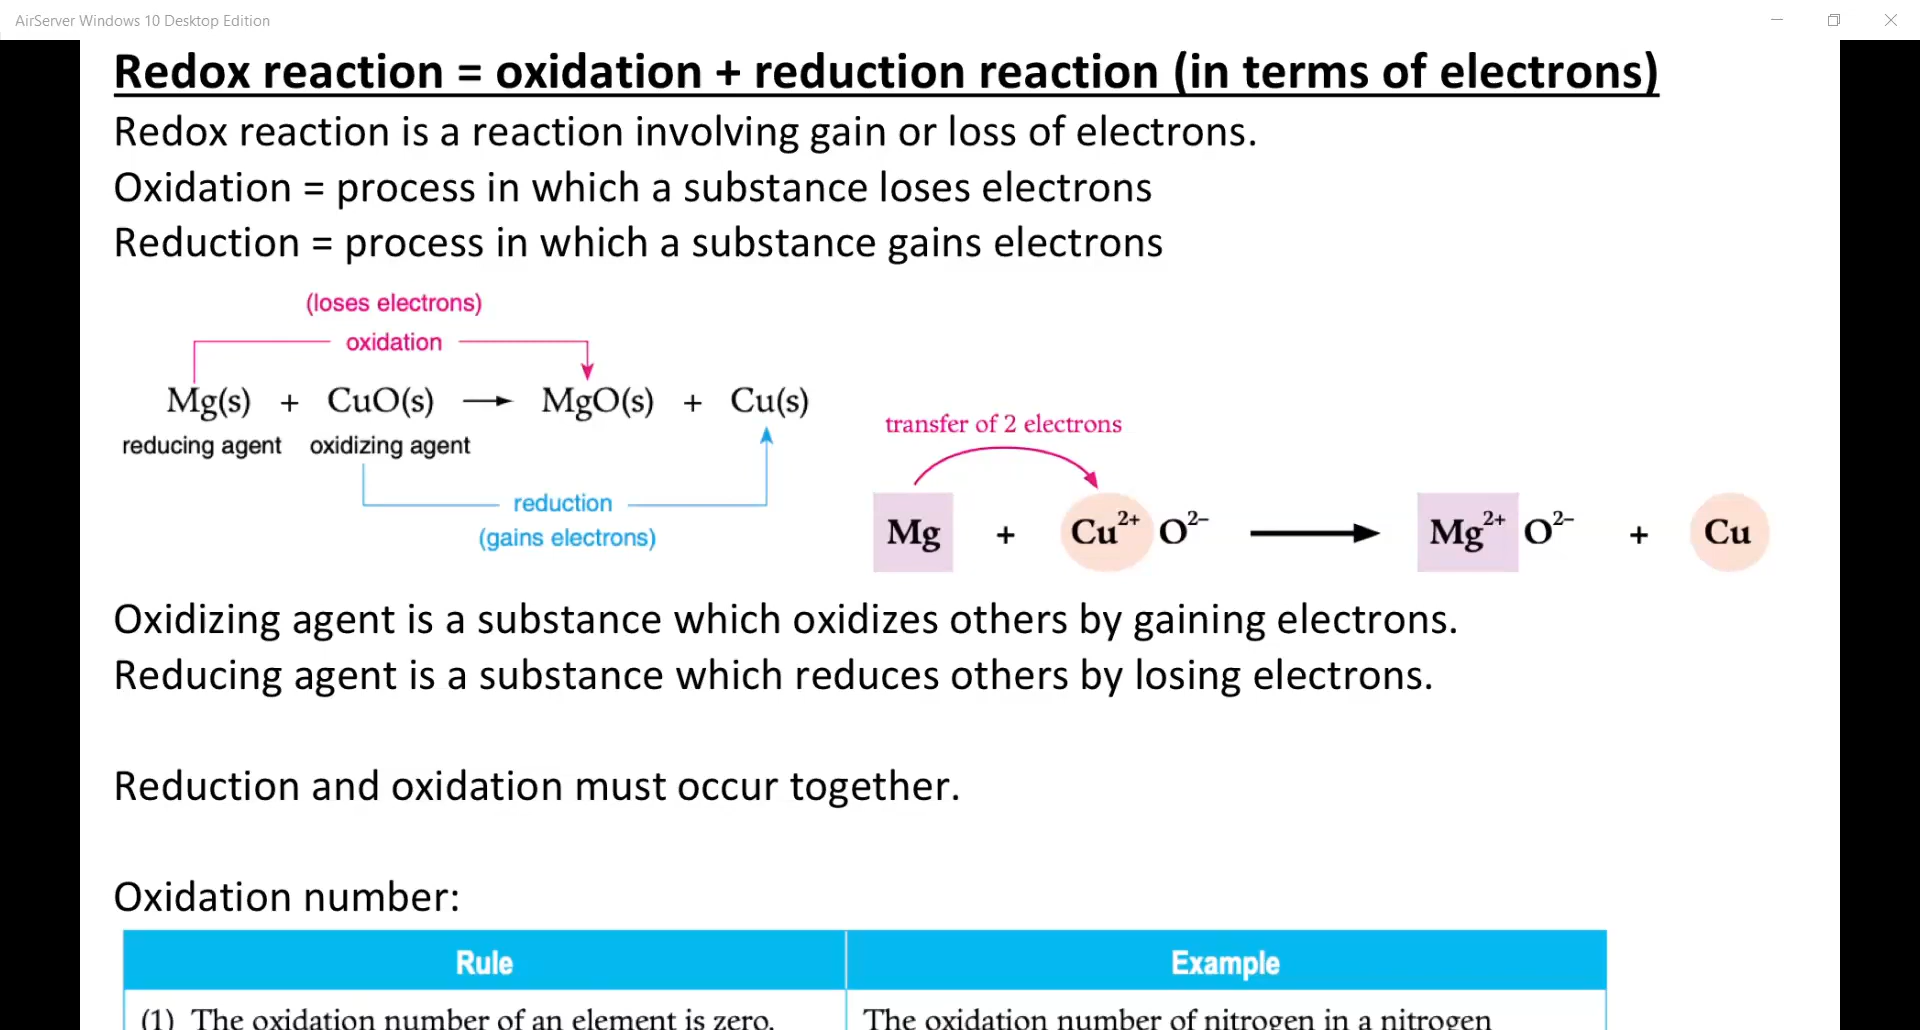 AirServer Windows 10 Desktop Edition
Redox reaction = oxidation + reduction reaction (in terms of electrons)
Redox reaction is a reaction involving gain or loss of electrons.
Oxidation = process in which a substance loses electrons
Reduction = process in which a substance gains electrons
(loses electrons)
oxidation
Mg(s) + CuO(s) → MgO(s) + Cu(s)
reducing agent oxidizing agent
reduction
(gains electrons)
transfer of 2 electrons
Mg + Cu²⁺ O²⁻ → Mg²⁺ O²⁻ + Cu
Oxidizing agent is a substance which oxidizes others by gaining electrons.
Reducing agent is a substance which reduces others by losing electrons.
Reduction and oxidation must occur together.
Oxidation number:
Rule Example
(1) The oxidation number of an element is zero. The oxidation number of nitrogen in a nitrogen